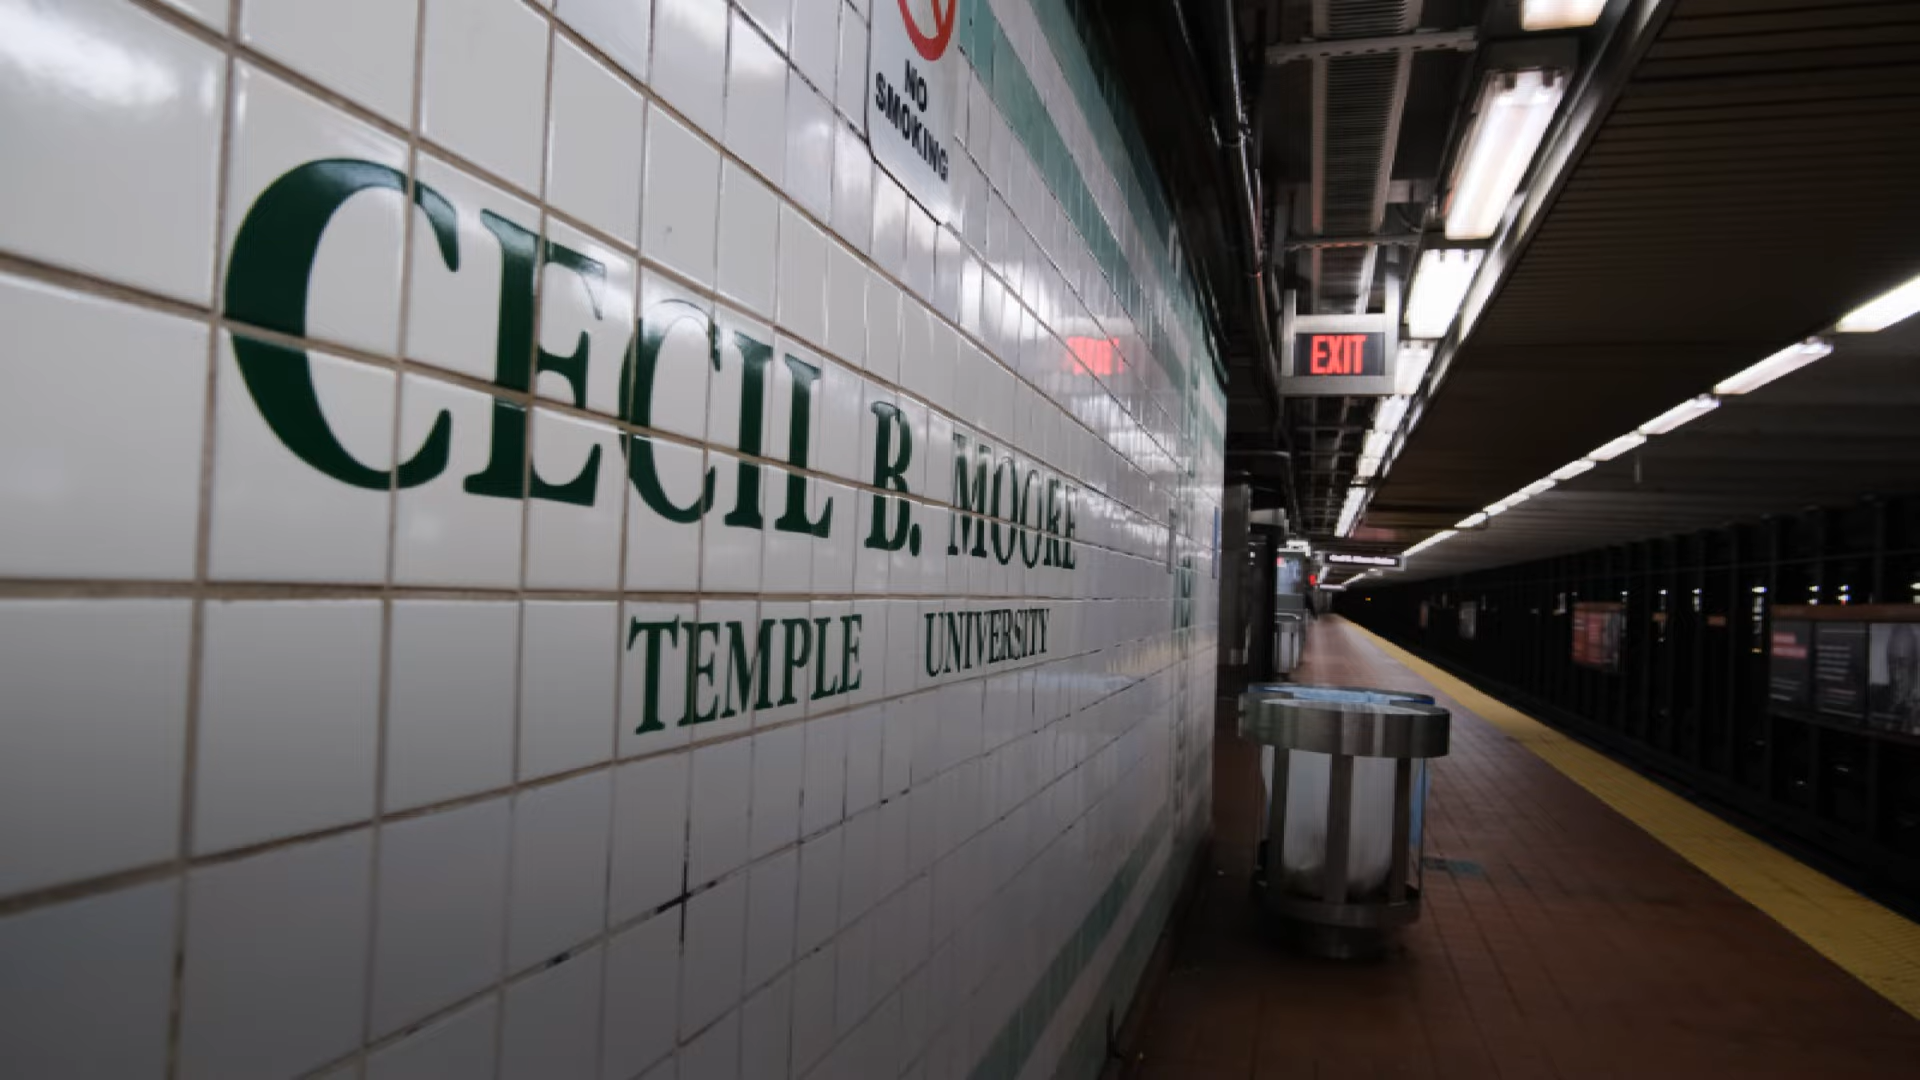 NO
SMOKING
CECIL B. MOORE
TEMPLE UNIVERSITY
EXIT